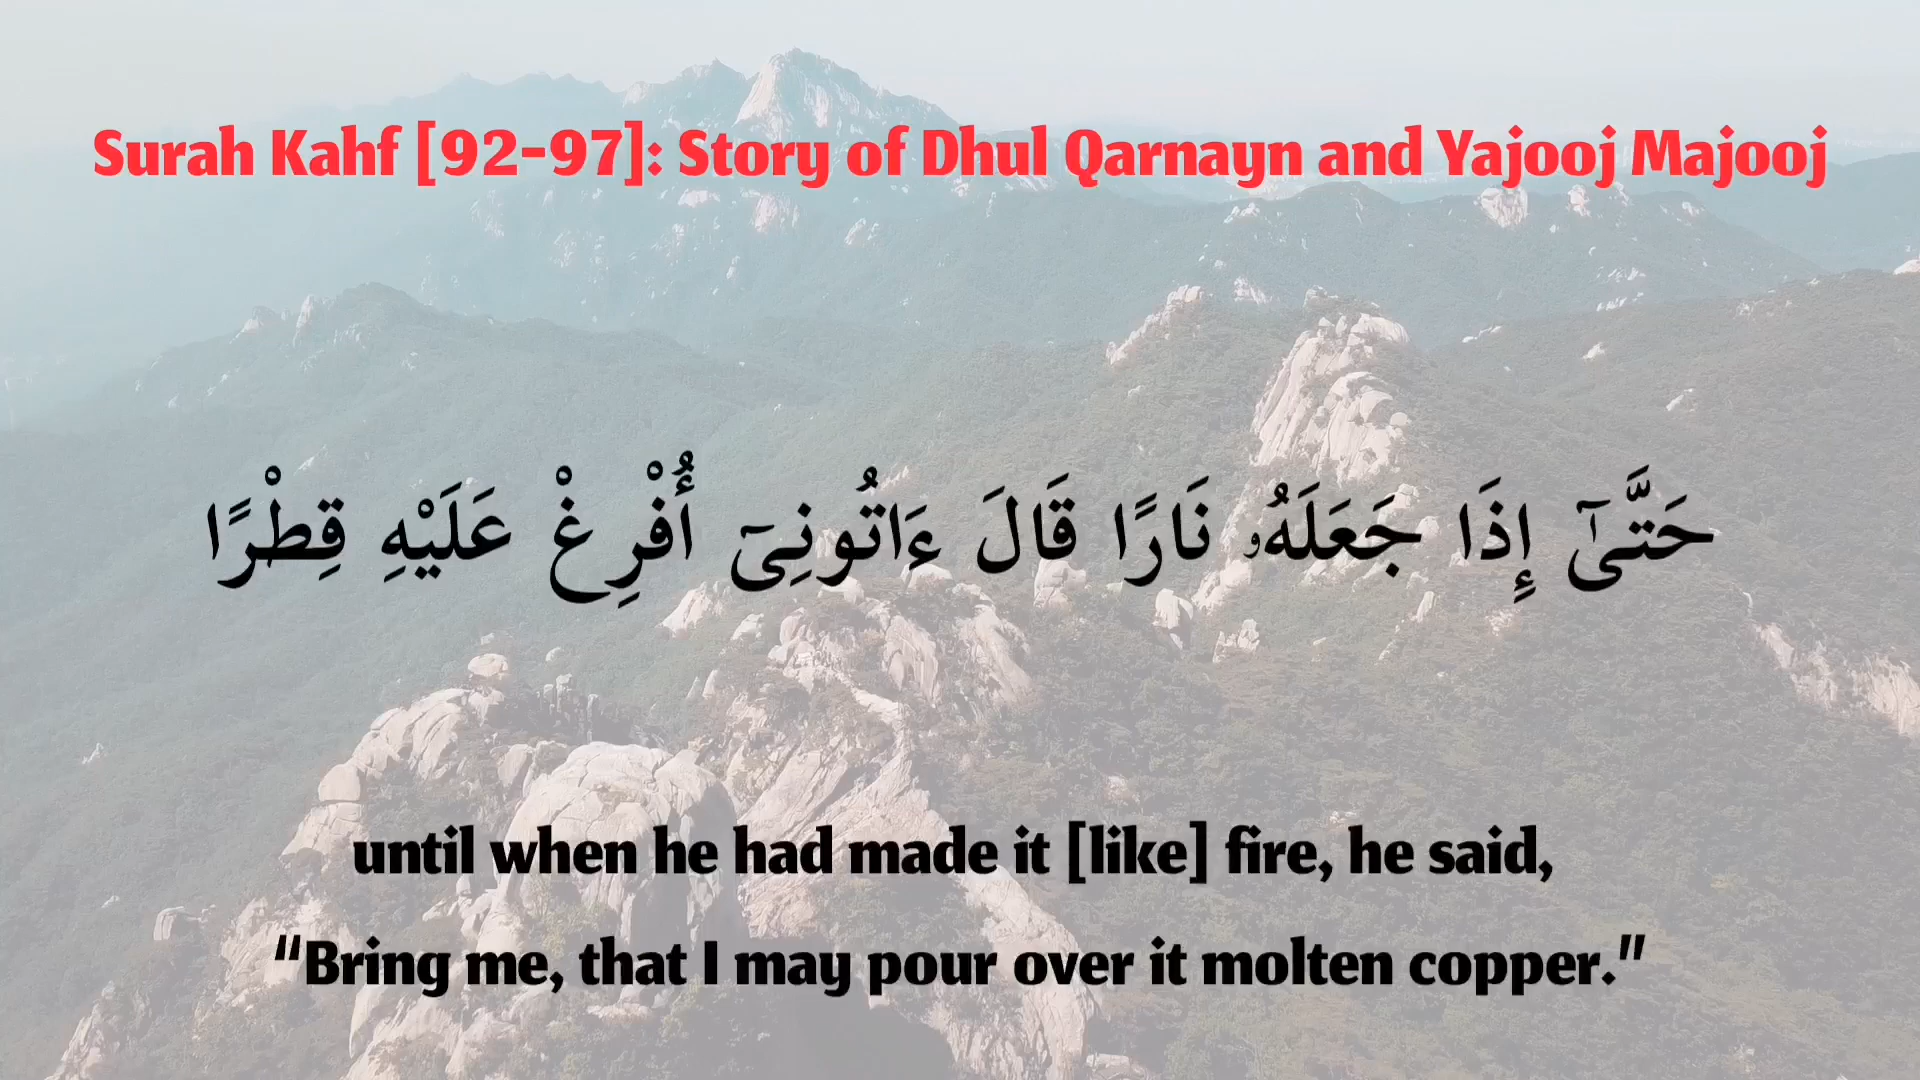 Surah Kahf [92-97]: Story of Dhul Qarnayn and Yajooj Majooj
حَتَّىٰٓ إِذَا جَعَلَهُۥ نَارًا قَالَ ءَاتُونِىٓ أُفْرِغْ عَلَيْهِ قِطْرًا
until when he had made it [like] fire, he said,
"Bring me, that I may pour over it molten copper."